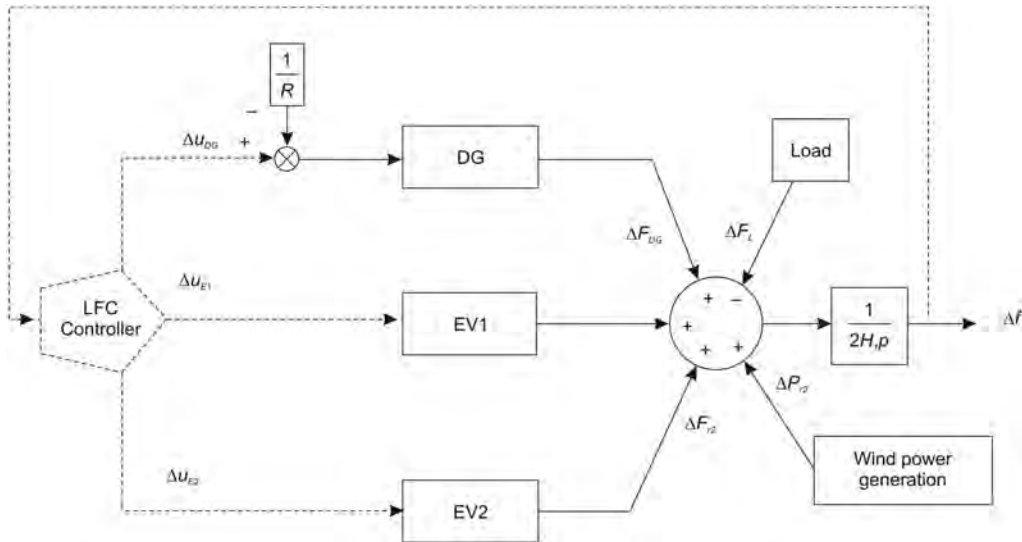 1
R
−
Δu_DG
+
DG
Load
ΔF_DG
ΔF_L
LFC
Controller
Δu_E1
EV1
+
−
+
+
+
1
2H,p
Δf
ΔP_r2
ΔF_r2
Δu_E2
EV2
Wind power
generation